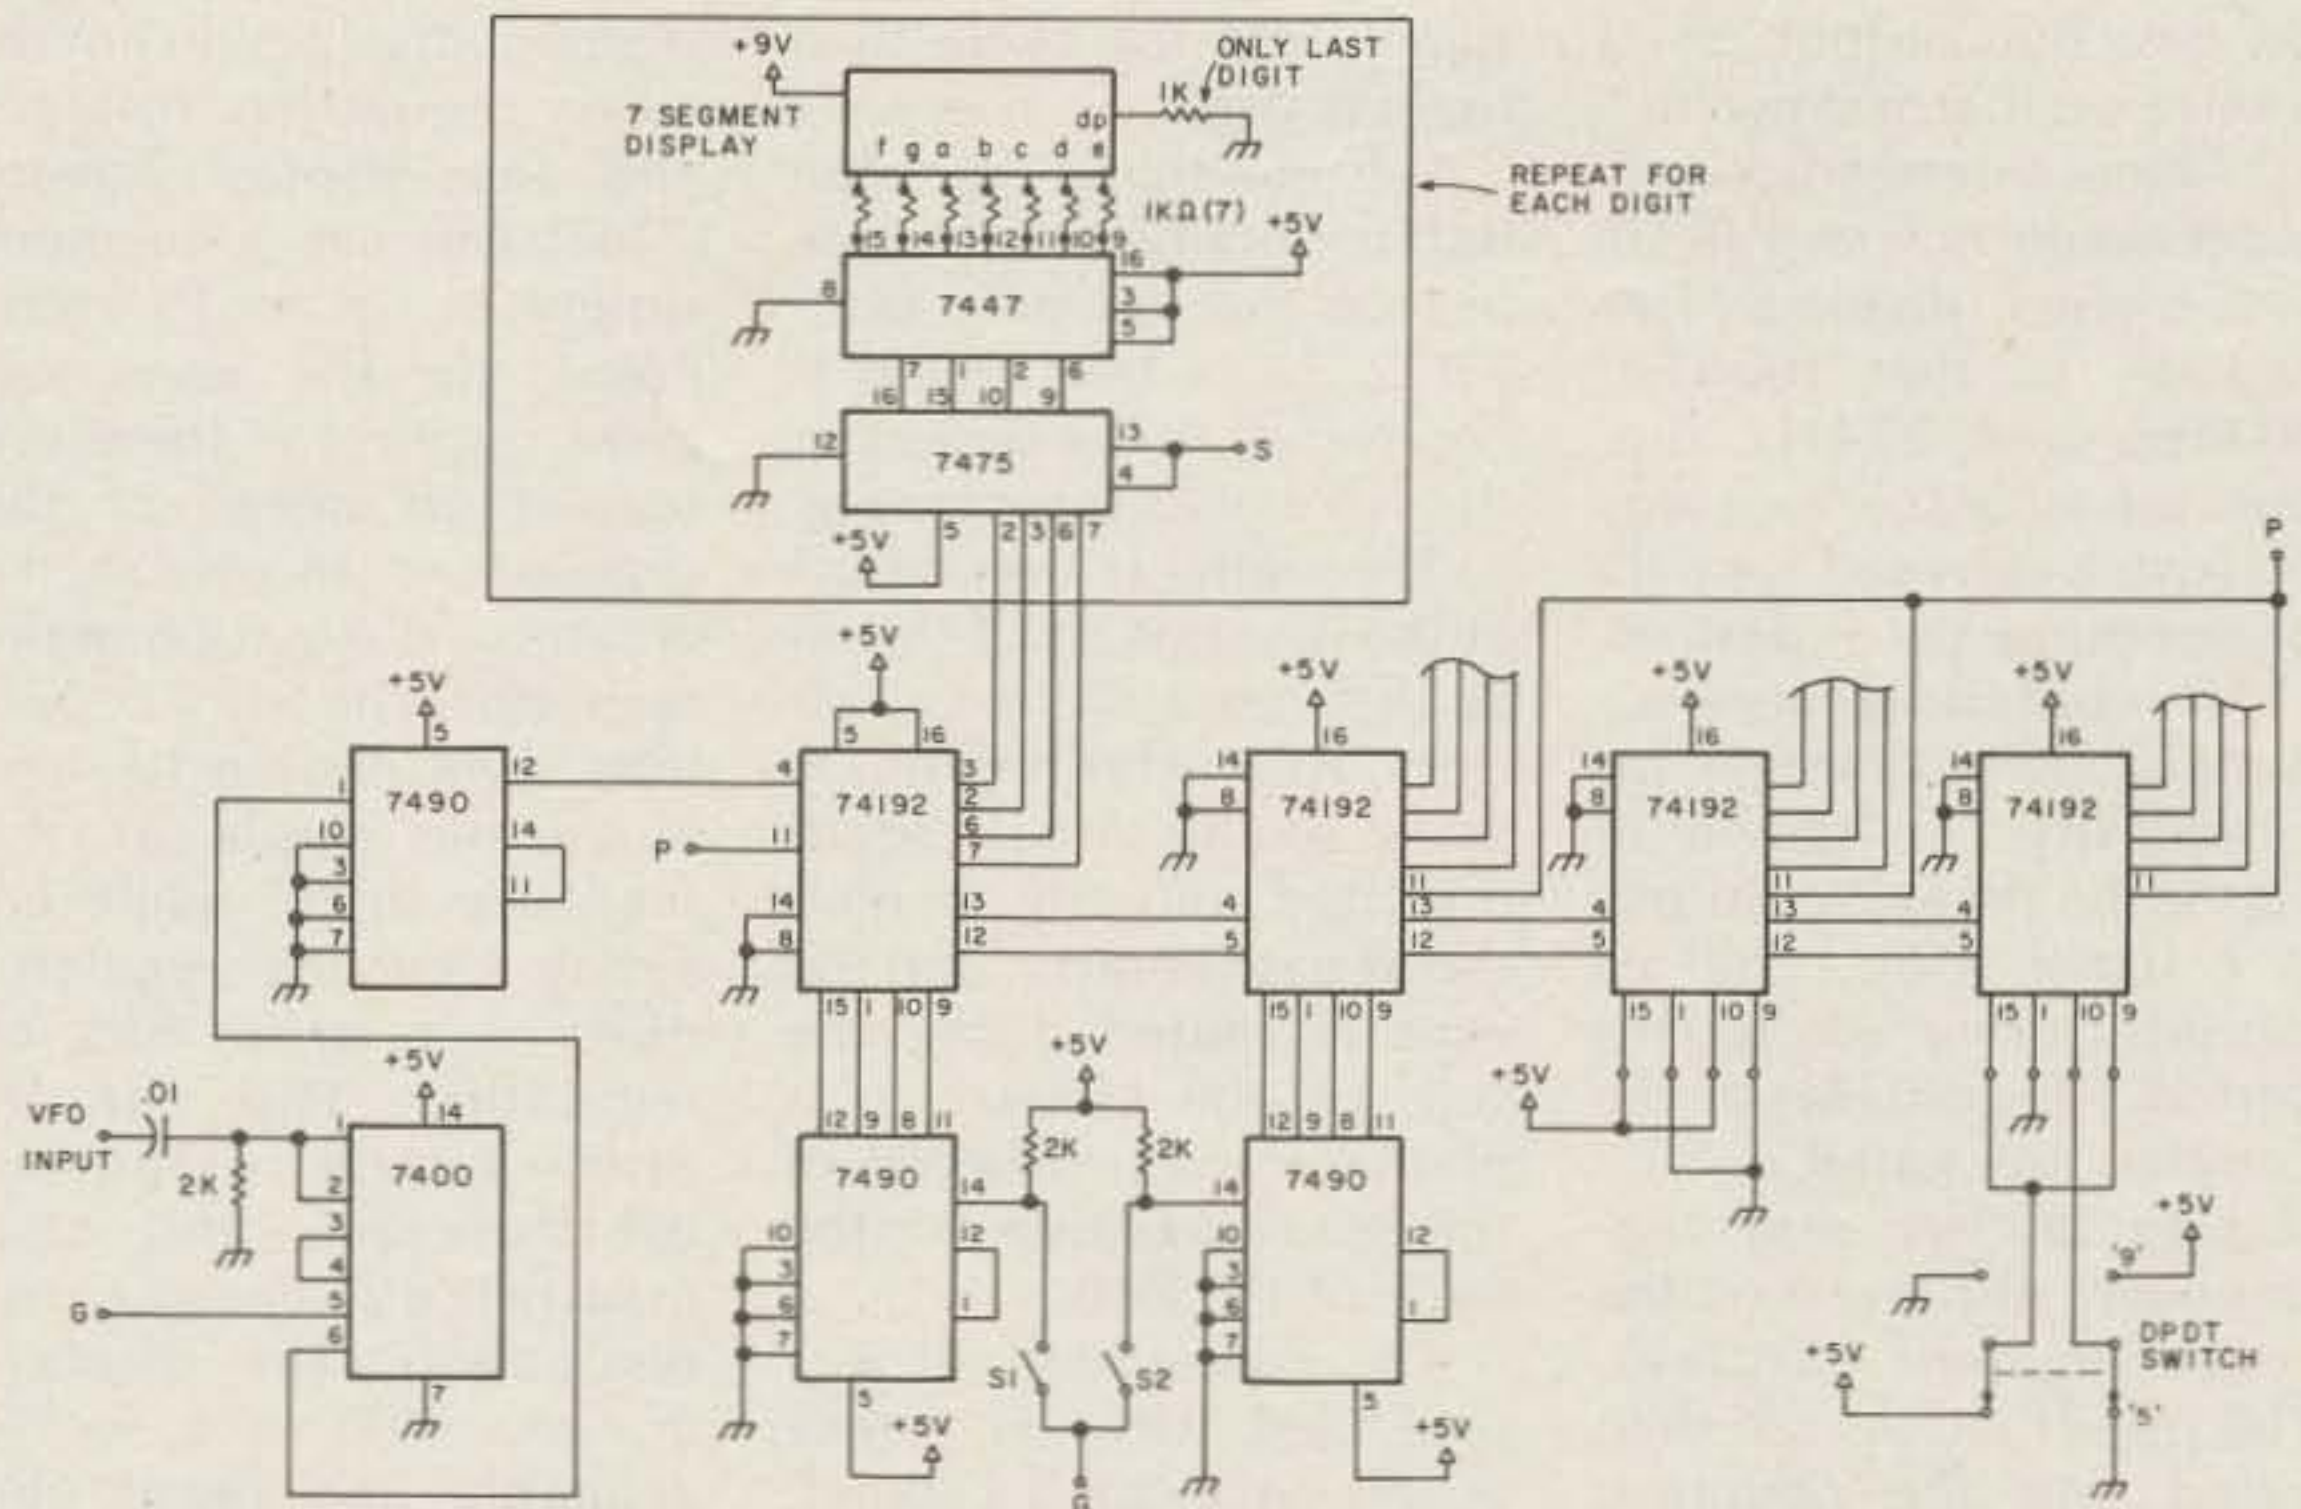 +9V
ONLY LAST
DIGIT
7 SEGMENT
DISPLAY
1K
dp
f g a b c d e
1KΩ(7)
+5V
REPEAT FOR
EACH DIGIT
15 14 13 12 11 10 9
16
8
7447
3
5
7 1 2 6
16 15 10 9
12
7475
13
S
4
+5V
5 2 3 6 7
P
+5V
+5V
+5V
+5V
+5V
5
5 16
16
16
16
1
7490
12
10
14
3
11
6
7
4
74192
3
2
P
11
6
7
14
13
8
12
15 1 10 9
14
8
74192
11
4
13
5
12
15 1 10 9
14
8
74192
11
4
13
5
12
15 1 10 9
14
8
74192
11
4
5
15 1 10 9
VFO
INPUT
.01
2K
+5V
14
1
7400
2
3
4
G
5
6
7
12 9 8 11
7490
14
10
12
3
6
1
7
5
+5V
+5V
2K
2K
S1
S2
G
12 9 8 11
14
7490
10
12
3
6
1
7
5
+5V
+5V
+5V
'9'
DPDT
SWITCH
+5V
'5'